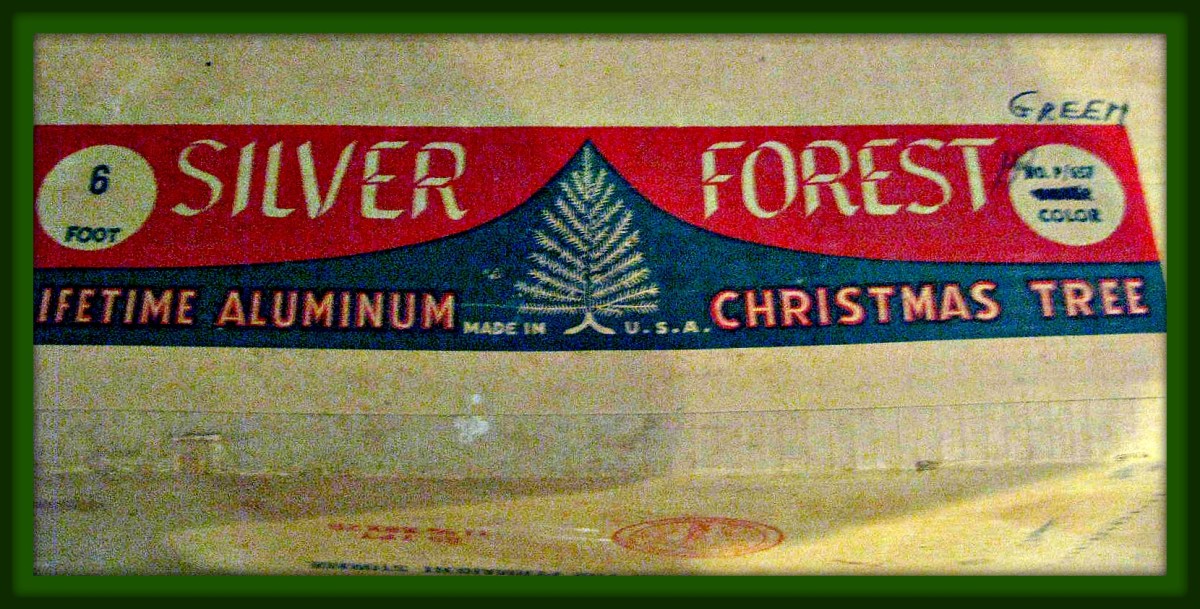 GREEN
6
FOOT
SILVER FOREST
COLOR
IFETIME ALUMINUM MADE IN U.S.A. CHRISTMAS TREE